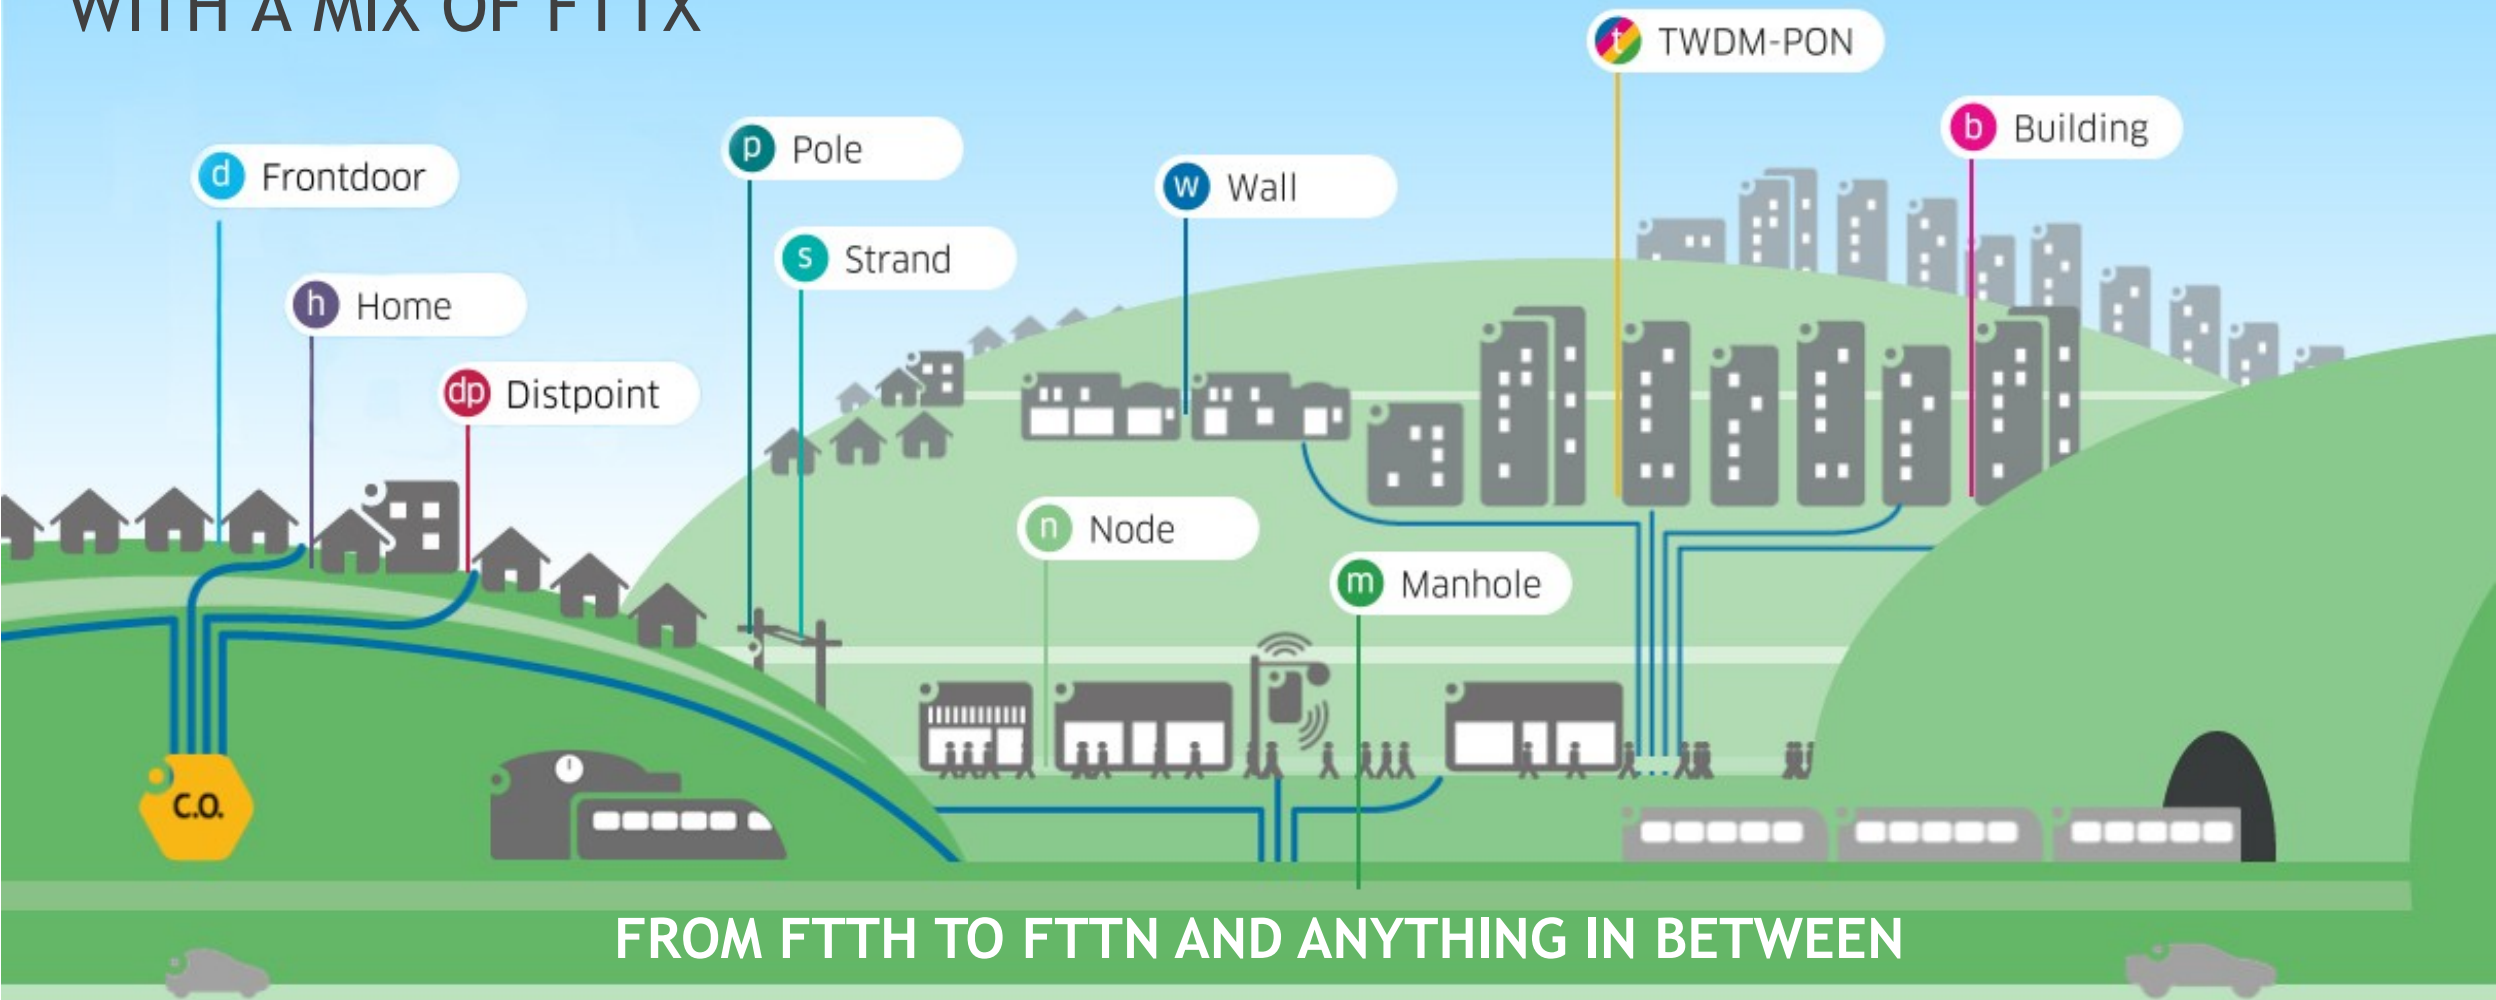 WITH A MIX OF FTTX
t TWDM-PON
b Building
p Pole
d Frontdoor
w Wall
s Strand
h Home
dp Distpoint
n Node
m Manhole
C.O.
FROM FTTH TO FTTN AND ANYTHING IN BETWEEN